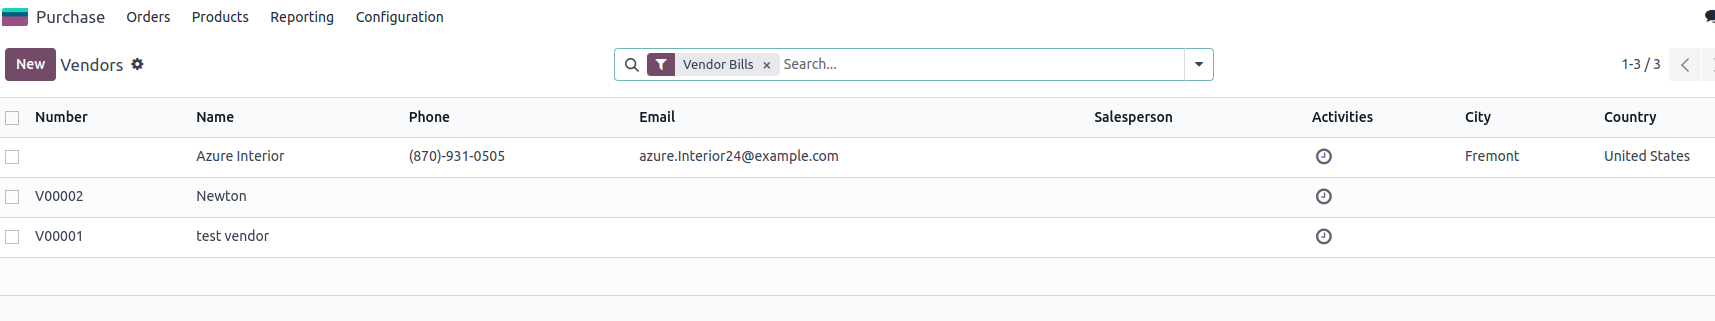 Purchase Orders Products Reporting Configuration
New Vendors Vendor Bills × Search... 1-3 / 3
Number Name Phone Email Salesperson Activities City Country
Azure Interior (870)-931-0505 azure.Interior24@example.com Fremont United States
V00002 Newton
V00001 test vendor